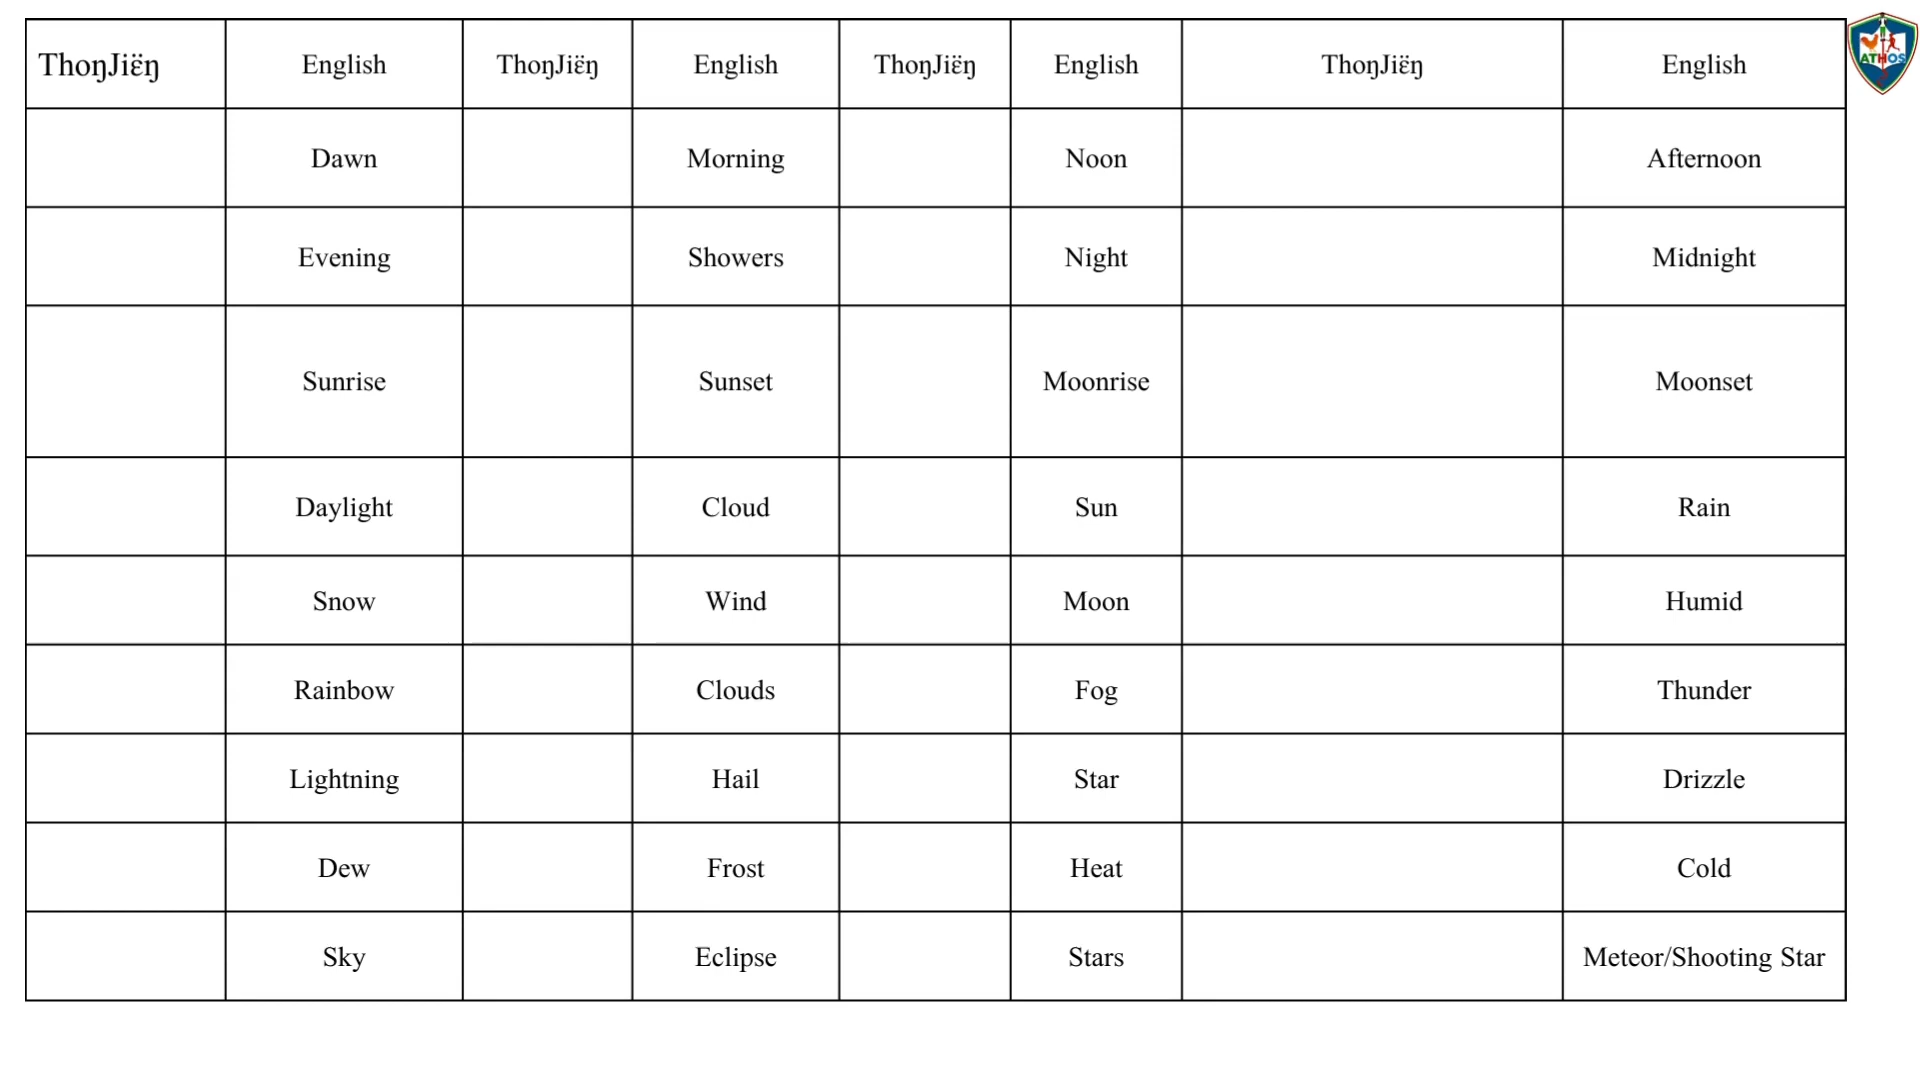 ThoŋJiëŋ English ThoŋJiëŋ English ThoŋJiëŋ English ThoŋJiëŋ English
ATHOS
Dawn Morning Noon Afternoon
Evening Showers Night Midnight
Sunrise Sunset Moonrise Moonset
Daylight Cloud Sun Rain
Snow Wind Moon Humid
Rainbow Clouds Fog Thunder
Lightning Hail Star Drizzle
Dew Frost Heat Cold
Sky Eclipse Stars Meteor/Shooting Star